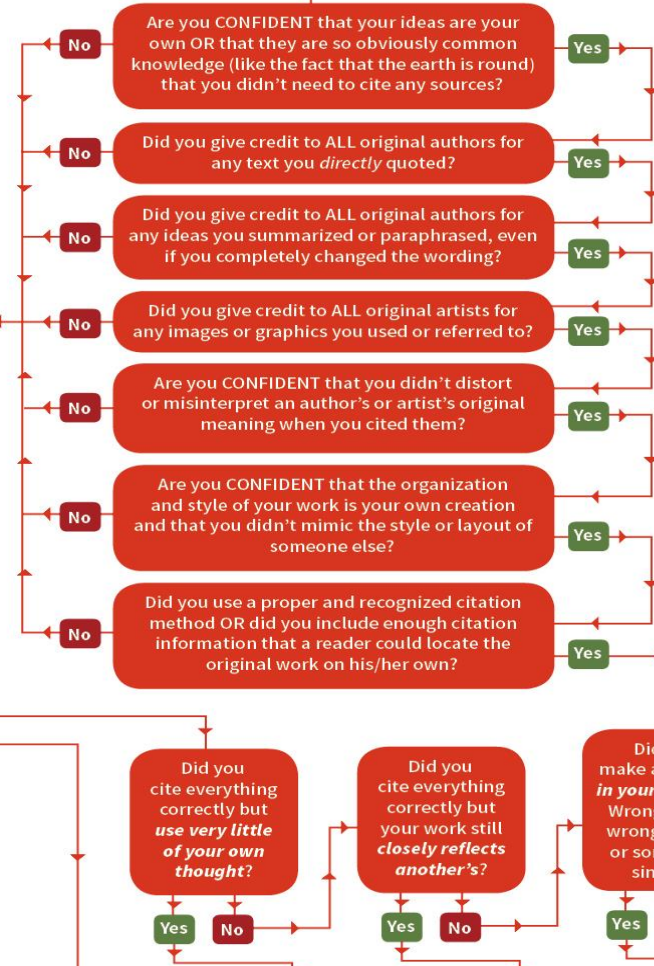 Are you CONFIDENT that your ideas are your
own OR that they are so obviously common
knowledge (like the fact that the earth is round)
that you didn't need to cite any sources?
No
Yes
Did you give credit to ALL original authors for
any text you directly quoted?
No
Yes
Did you give credit to ALL original authors for
any ideas you summarized or paraphrased, even
if you completely changed the wording?
No
Yes
Did you give credit to ALL original artists for
any images or graphics you used or referred to?
No
Yes
Are you CONFIDENT that you didn't distort
or misinterpret an author's or artist's original
meaning when you cited them?
No
Yes
Are you CONFIDENT that the organization
and style of your work is your own creation
and that you didn't mimic the style or layout of
someone else?
No
Yes
Did you use a proper and recognized citation
method OR did you include enough citation
information that a reader could locate the
original work on his/her own?
No
Yes
Did you
cite everything
correctly but
use very little
of your own
thought?
Yes
No
Did you
cite everything
correctly but
your work still
closely reflects
another's?
Yes
No
make
in your
or
Yes